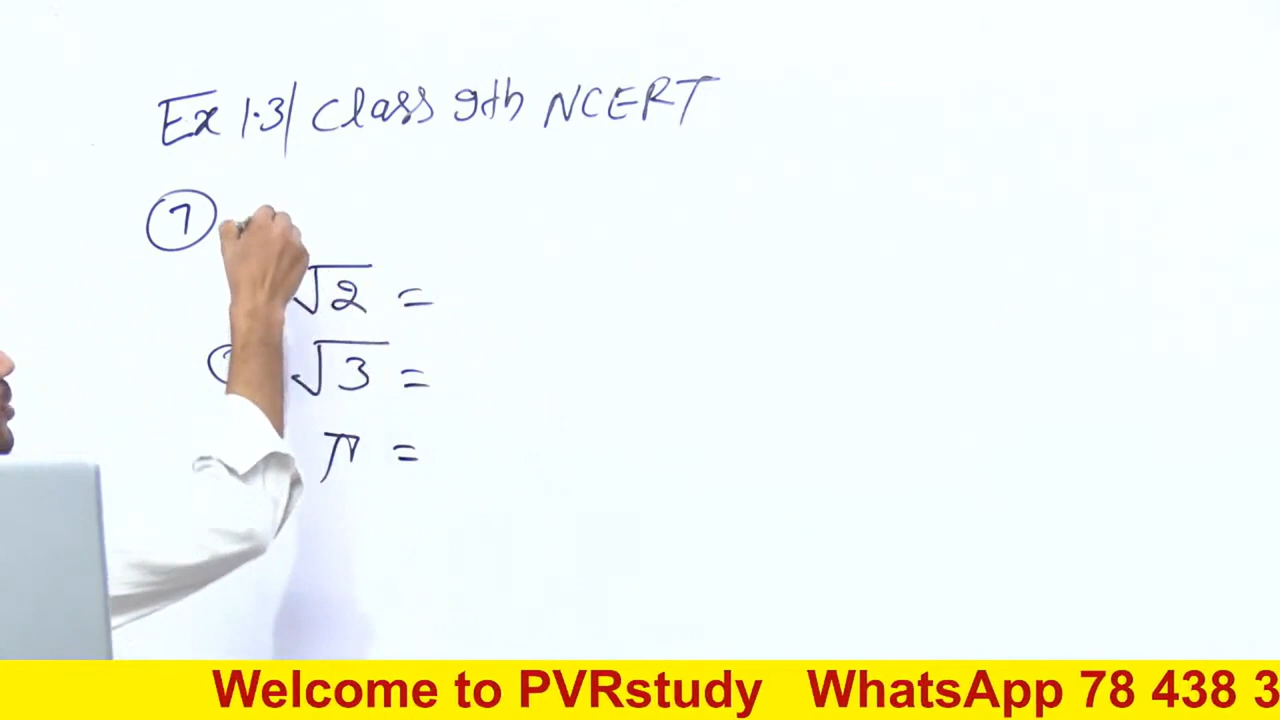 Ex 1.3/ Class 9th NCERT
7
√2 =
√3 =
π =
Welcome to PVRstudy WhatsApp 78 438 3